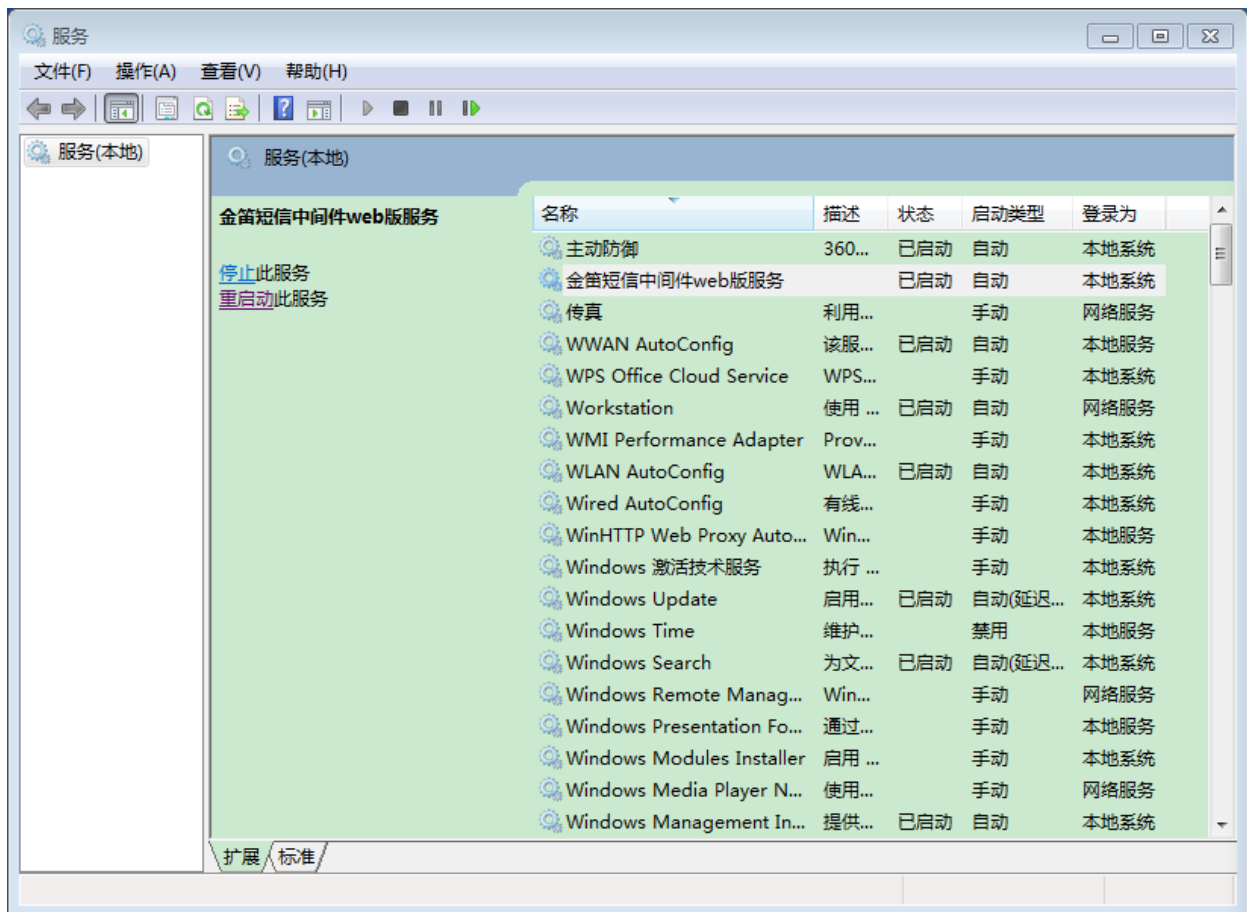 服务
文件(F) 操作(A) 查看(V) 帮助(H)
服务(本地)
服务(本地)
金笛短信中间件web版服务
停止此服务
重启动此服务
名称 描述 状态 启动类型 登录为
主动防御 360... 已启动 自动 本地系统
金笛短信中间件web版服务 已启动 自动 本地系统
传真 利用... 手动 网络服务
WWAN AutoConfig 该服... 已启动 自动 本地服务
WPS Office Cloud Service WPS... 手动 本地系统
Workstation 使用 ... 已启动 自动 网络服务
WMI Performance Adapter Prov... 手动 本地系统
WLAN AutoConfig WLA... 已启动 自动 本地系统
Wired AutoConfig 有线... 手动 本地系统
WinHTTP Web Proxy Auto... Win... 手动 本地服务
Windows 激活技术服务 执行 ... 手动 本地系统
Windows Update 启用... 已启动 自动(延迟... 本地系统
Windows Time 维护... 禁用 本地服务
Windows Search 为文... 已启动 自动(延迟... 本地系统
Windows Remote Manag... Win... 手动 网络服务
Windows Presentation Fo... 通过... 手动 本地服务
Windows Modules Installer 启用 ... 手动 本地系统
Windows Media Player N... 使用... 手动 网络服务
Windows Management In... 提供... 已启动 自动 本地系统
扩展 标准